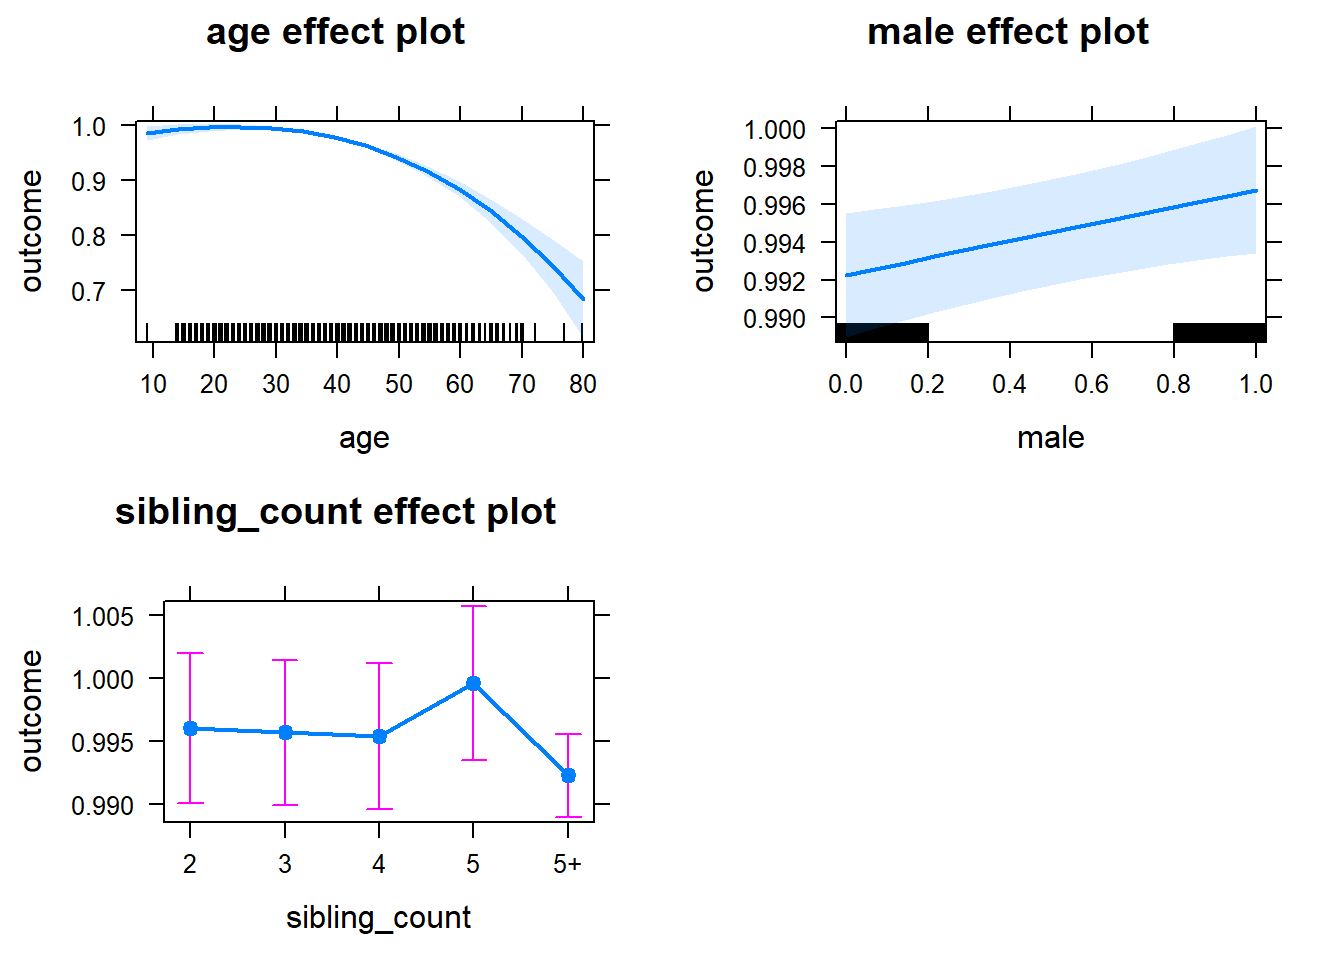 age effect plot
outcome
1.0
0.9
0.8
0.7
10 20 30 40 50 60 70 80
age
male effect plot
outcome
1.000
0.998
0.996
0.994
0.992
0.990
0.0 0.2 0.4 0.6 0.8 1.0
male
sibling_count effect plot
outcome
1.005
1.000
0.995
0.990
2 3 4 5 5+
sibling_count